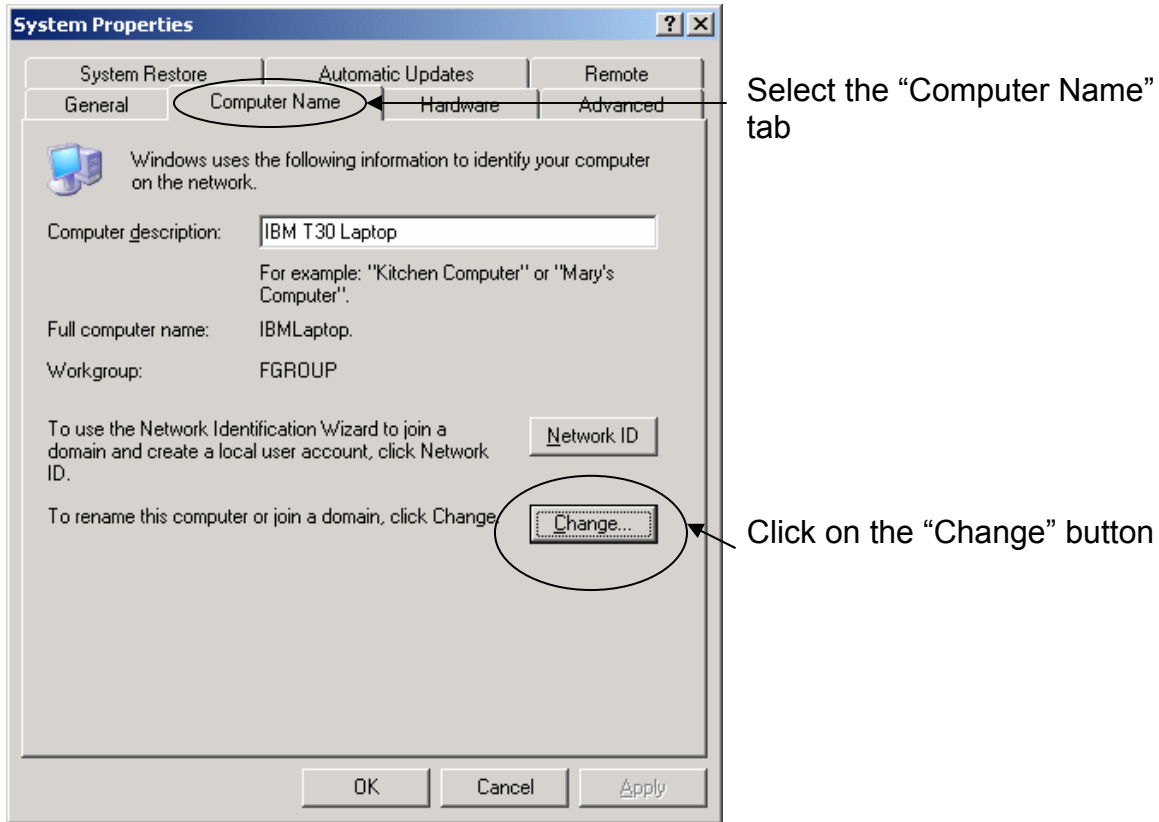 System Properties
System Restore
Automatic Updates
Remote
General
Computer Name
Hardware
Advanced
Select the “Computer Name”
tab
Windows uses the following information to identify your computer
on the network.
Computer description:
IBM T30 Laptop
For example: "Kitchen Computer" or "Mary's
Computer".
Full computer name:
IBMLaptop.
Workgroup:
FGROUP
To use the Network Identification Wizard to join a
domain and create a local user account, click Network
ID.
Network ID
To rename this computer or join a domain, click Change.
Change...
Click on the “Change” button
OK
Cancel
Apply